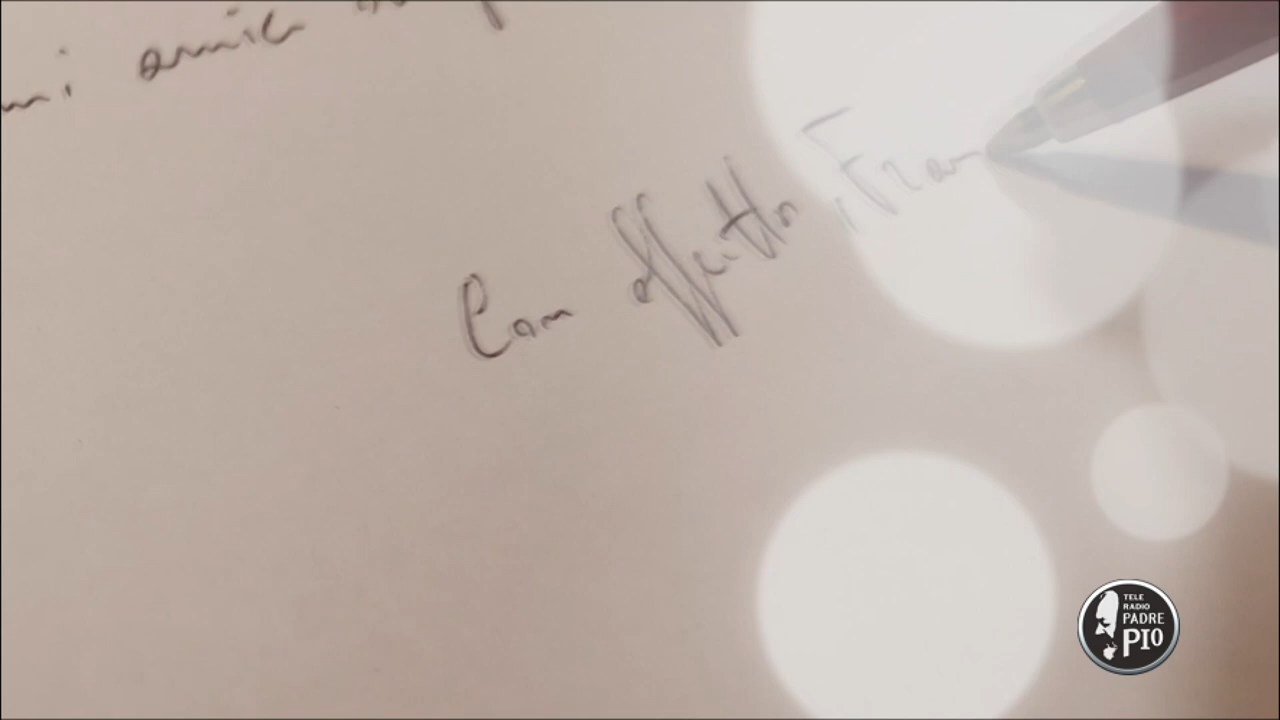 amici
Con affetto, Fran
TELE
RADIO
PADRE
PIO